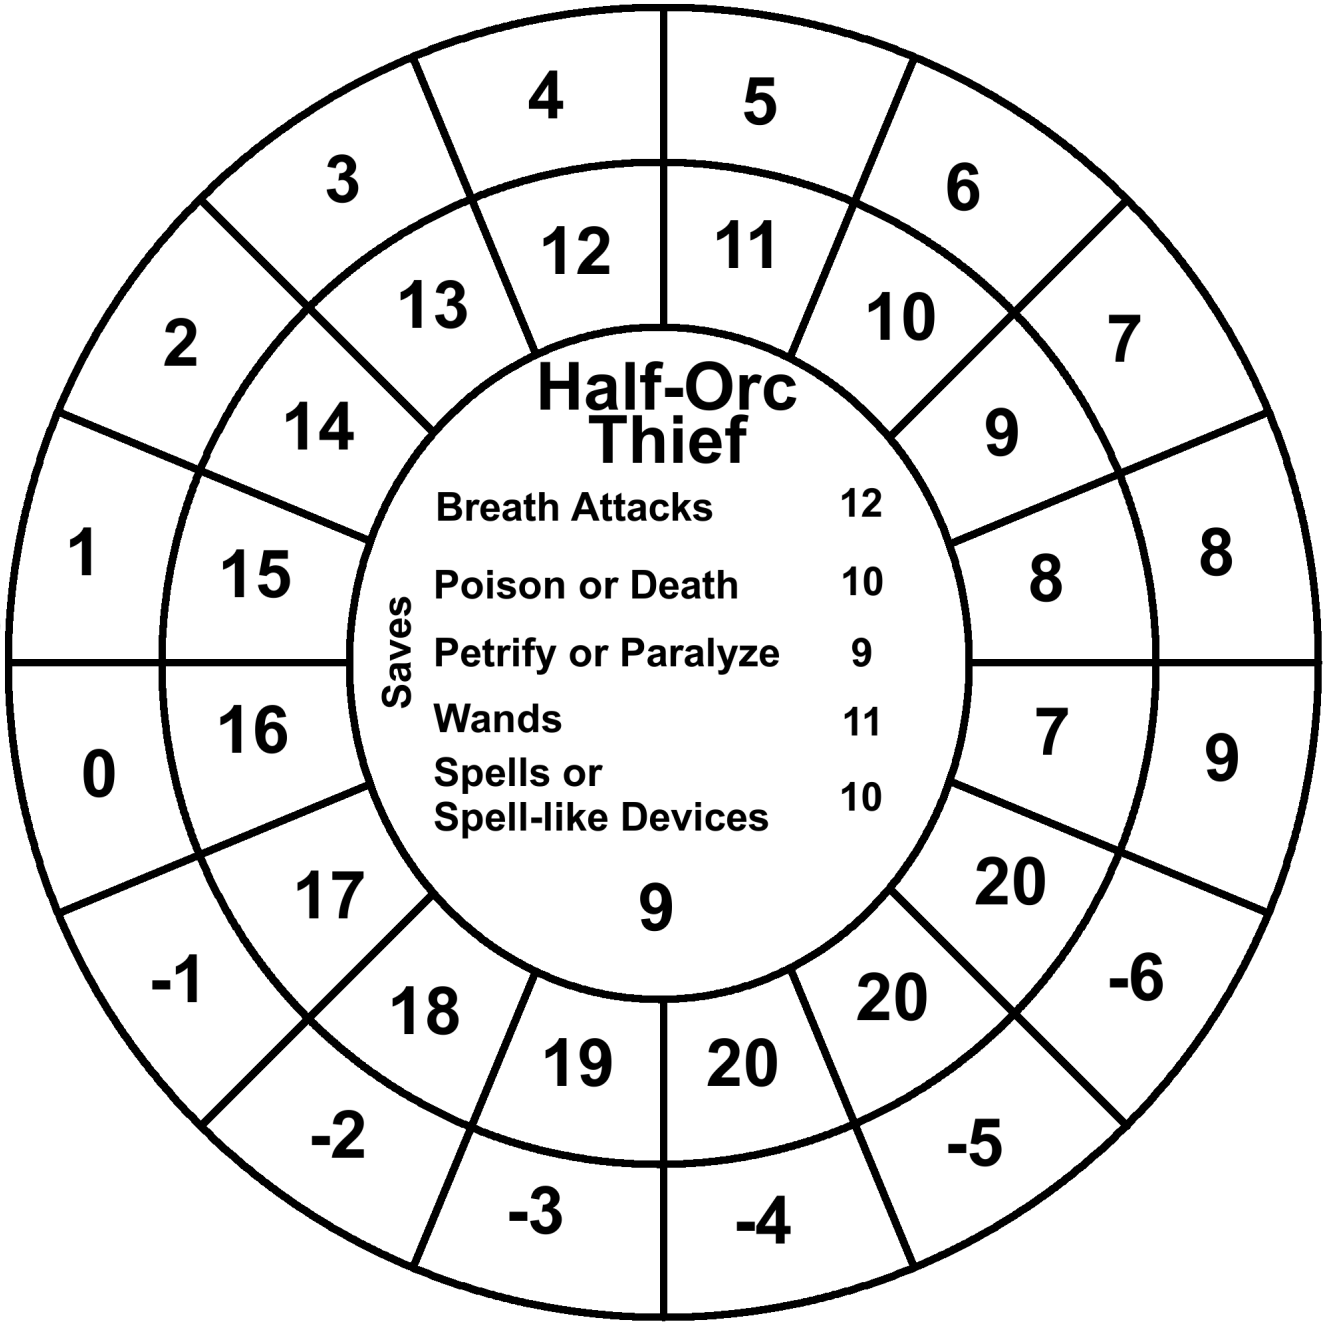 4 5
3 6
12 11
2 13 10 7
14 9
Half-Orc
Thief
1 15 8 8
Saves
Breath Attacks 12
Poison or Death 10
Petrify or Paralyze 9
Wands 11
Spells or
Spell-like Devices 10
0 16 7 9
17 20
9
-1 18 20 -6
19 20
-2 -5
-3 -4